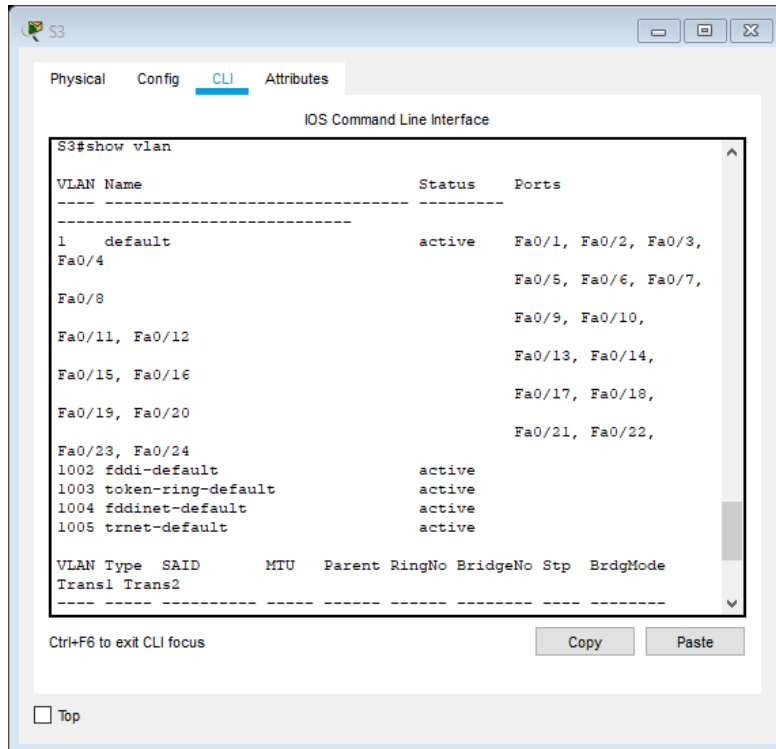 S3
Physical Config CLI Attributes
IOS Command Line Interface
S3#show vlan
VLAN Name                             Status    Ports
---- -------------------------------- ---------
-------------------------------
1    default                          active    Fa0/1, Fa0/2, Fa0/3,
Fa0/4
                                                Fa0/5, Fa0/6, Fa0/7,
Fa0/8
                                                Fa0/9, Fa0/10,
Fa0/11, Fa0/12
                                                Fa0/13, Fa0/14,
Fa0/15, Fa0/16
                                                Fa0/17, Fa0/18,
Fa0/19, Fa0/20
                                                Fa0/21, Fa0/22,
Fa0/23, Fa0/24
1002 fddi-default                     active
1003 token-ring-default               active
1004 fddinet-default                  active
1005 trnet-default                    active
VLAN Type  SAID       MTU   Parent RingNo BridgeNo Stp  BrdgMode
Trans1 Trans2
---- ----- ---------- ----- ------ ------ -------- ---- --------
Ctrl+F6 to exit CLI focus Copy Paste
Top